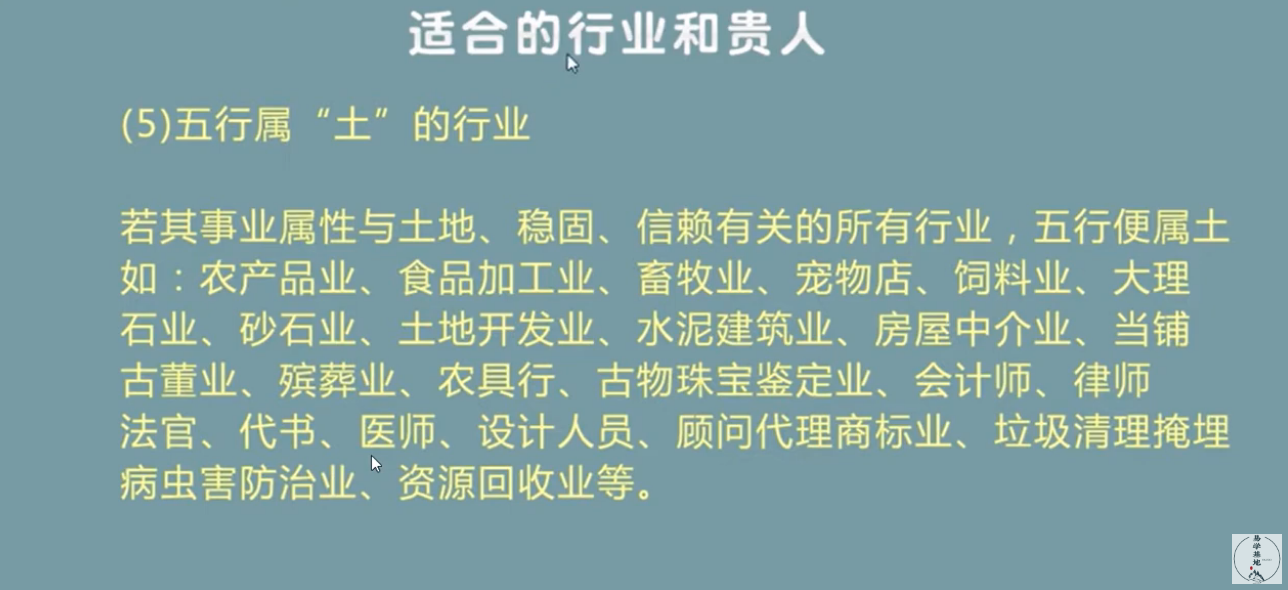 适合的行业和贵人
(5)五行属“土”的行业
若其事业属性与土地、稳固、信赖有关的所有行业，五行便属土
如：农产品业、食品加工业、畜牧业、宠物店、饲料业、大理
石业、砂石业、土地开发业、水泥建筑业、房屋中介业、当铺
古董业、殡葬业、农具行、古物珠宝鉴定业、会计师、律师
法官、代书、医师、设计人员、顾问代理商标业、垃圾清理掩埋
病虫害防治业、资源回收业等。
易学基地